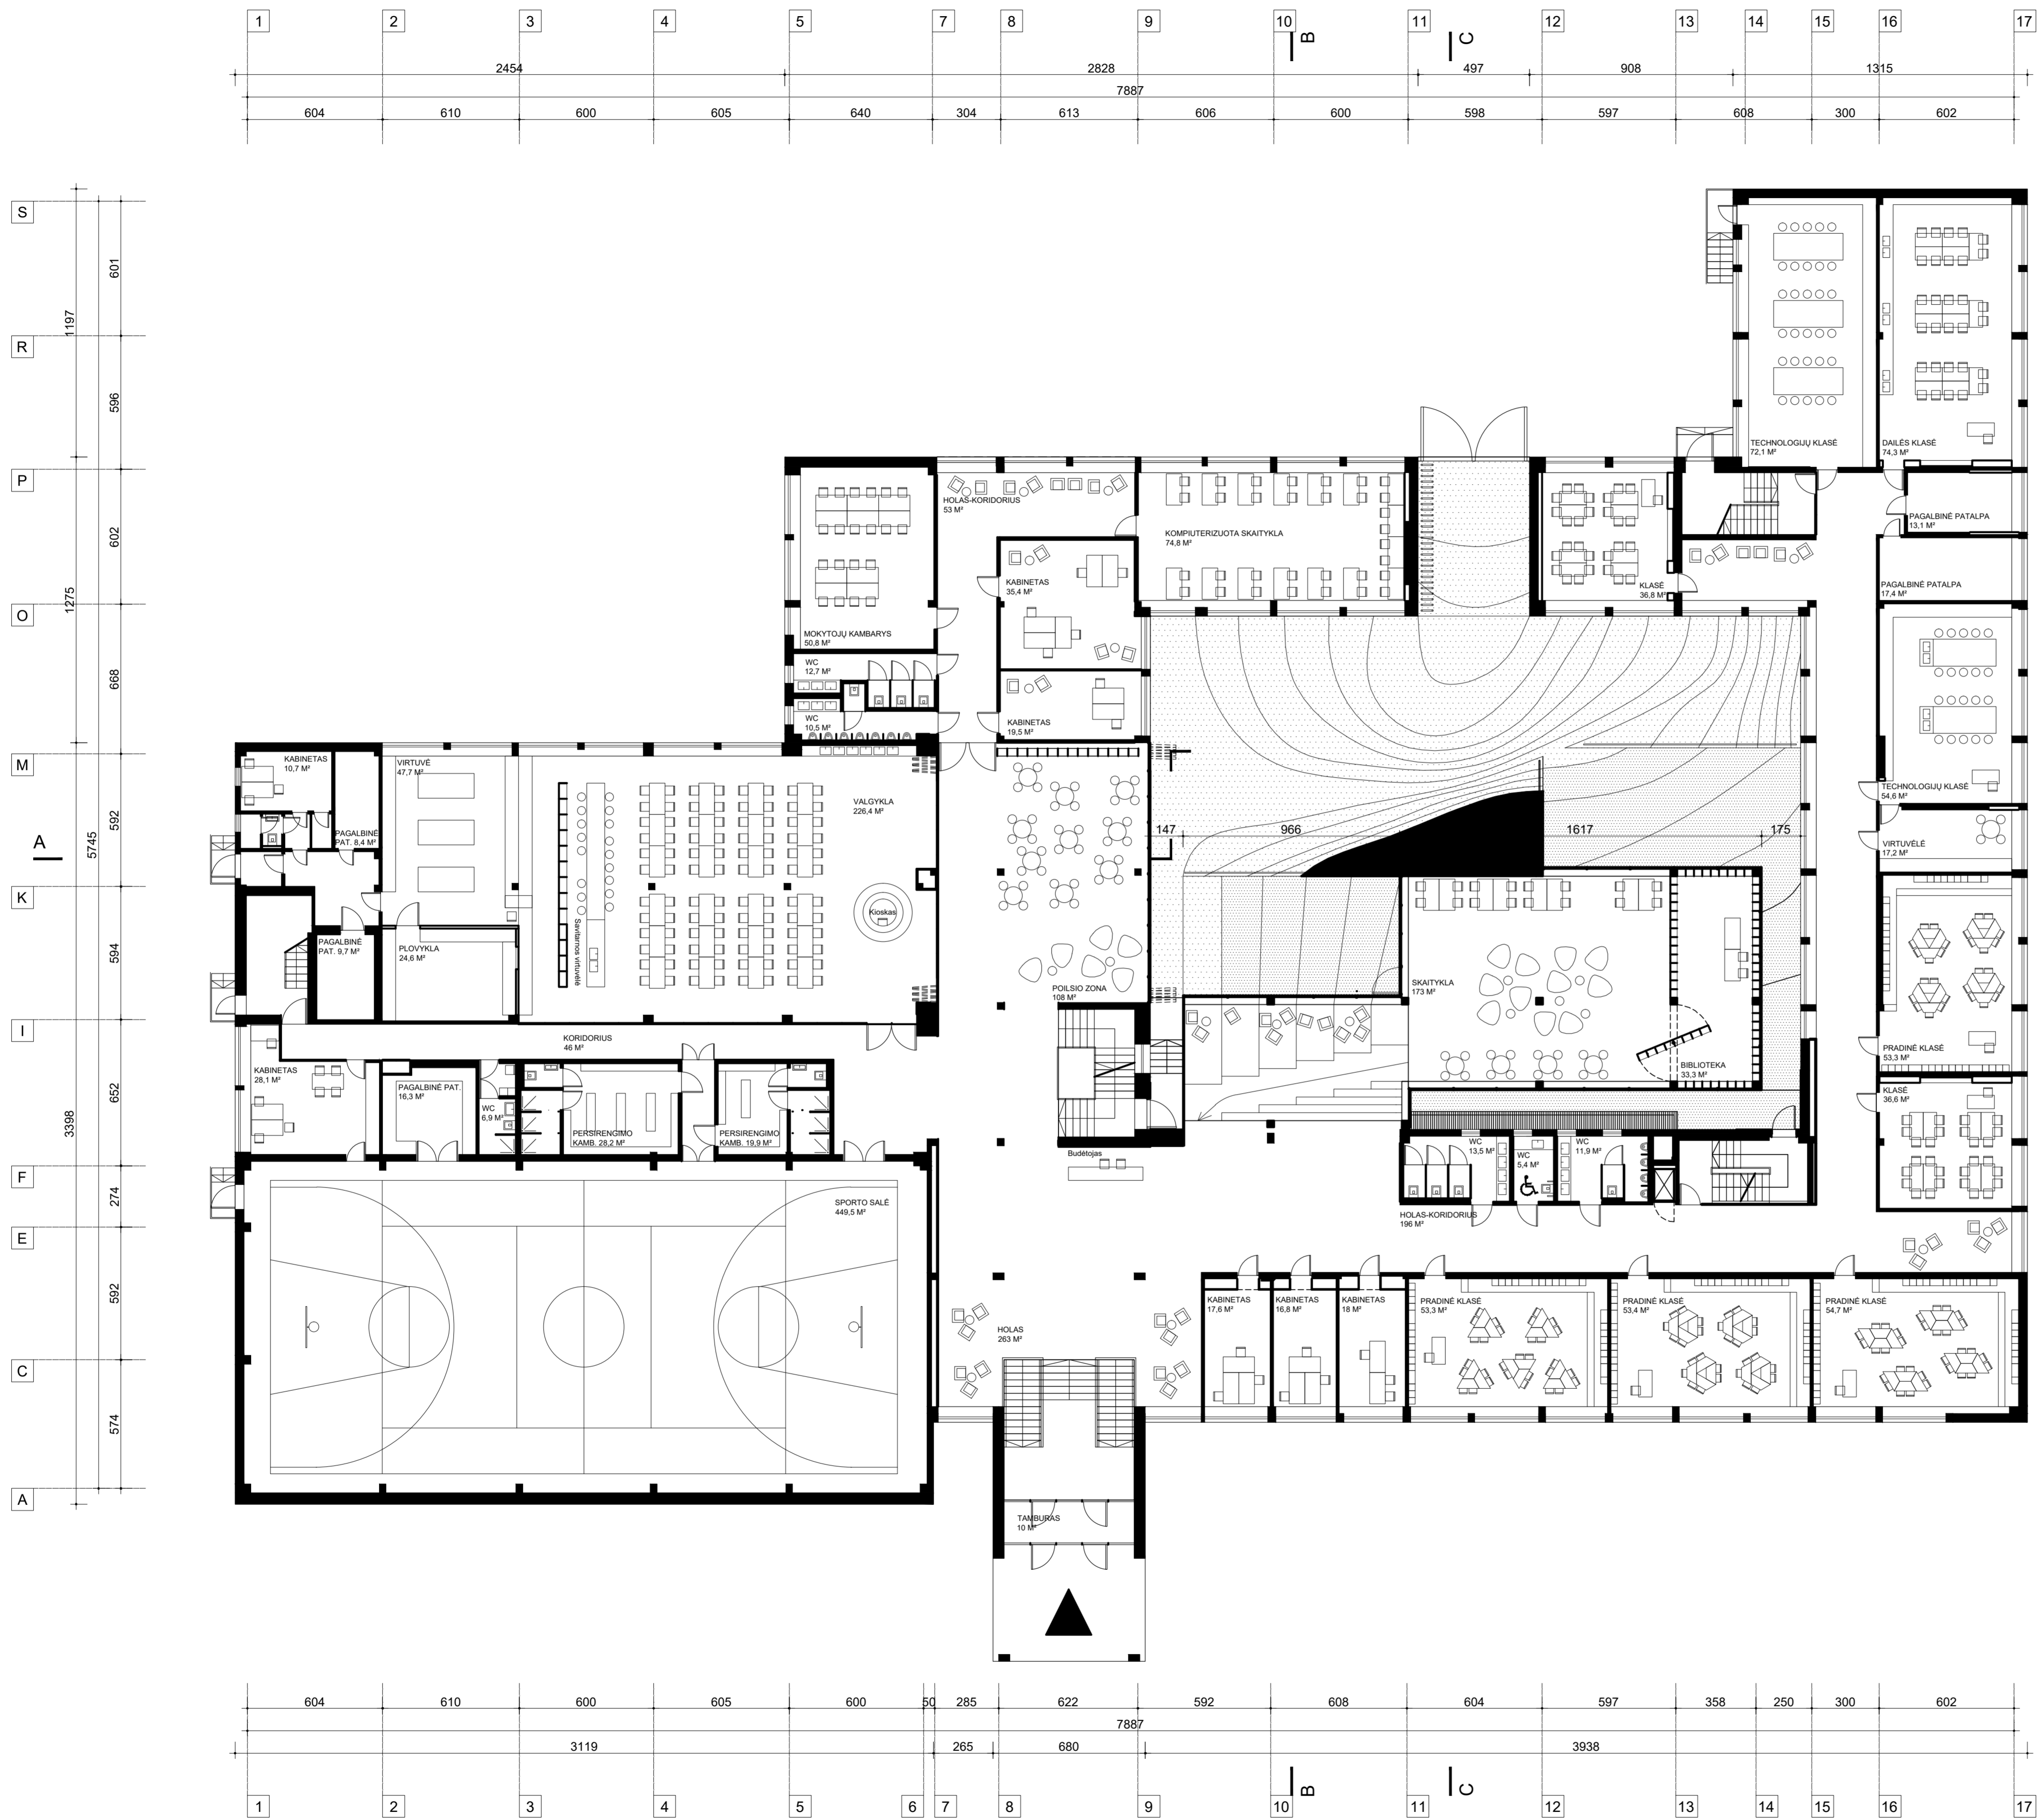 1 2 3 4 5 7 8 9 10 11 12 13 14 15 16 17
B C
2454 2828 497 908 1315
7887
604 610 600 605 640 304 613 606 600 598 597 608 300 602
S
601
1197
R
596
TECHNOLOGIJŲ KLASĖ
72,1 M²
DAILĖS KLASĖ
74,3 M²
P
HOLAS-KORIDORIUS
53 M²
602
PAGALBINĖ PATALPA
13,1 M²
KOMPIUTERIZUOTA SKAITYKLA
74,8 M²
KABINETAS
35,4 M²
KLASĖ
36,8 M²
PAGALBINĖ PATALPA
17,4 M²
1275
O
MOKYTOJŲ KAMBARYS
50,8 M²
WC
12,7 M²
668
WC
10,5 M²
KABINETAS
19,5 M²
M
KABINETAS
10,7 M²
VIRTUVĖ
47,7 M²
TECHNOLOGIJŲ KLASĖ
54,6 M²
VALGYKLA
226,4 M²
592
PAGALBINĖ
PAT. 8,4 M²
147 966 1617 175
A
5745
VIRTUVĖLĖ
17,2 M²
K
Kioskas
594
PAGALBINĖ
PAT. 9,7 M²
PLOVYKLA
24,6 M²
Savitarnos virtuvėlė
POILSIO ZONA
108 M²
SKAITYKLA
173 M²
I
KORIDORIUS
46 M²
PRADINĖ KLASĖ
53,3 M²
BIBLIOTEKA
33,3 M²
KABINETAS
28,1 M²
652
PAGALBINĖ PAT.
16,3 M²
WC
6,9 M²
KLASĖ
36,6 M²
3398
PERSIRENGIMO
KAMB. 28,2 M²
PERSIRENGIMO
KAMB. 19,9 M²
Budėtojas
WC
13,5 M²
WC
5,4 M²
WC
11,9 M²
F
274
SPORTO SALĖ
449,5 M²
HOLAS-KORIDORIUS
196 M²
E
592
HOLAS
263 M²
KABINETAS
17,6 M²
KABINETAS
16,8 M²
KABINETAS
18 M²
PRADINĖ KLASĖ
53,3 M²
PRADINĖ KLASĖ
53,4 M²
PRADINĖ KLASĖ
54,7 M²
C
574
A
TAMBURAS
10 M²
604 610 600 605 600 50 285 622 592 608 604 597 358 250 300 602
7887
3119 265 680 3938
B C
1 2 3 4 5 6 7 8 9 10 11 12 13 14 15 16 17